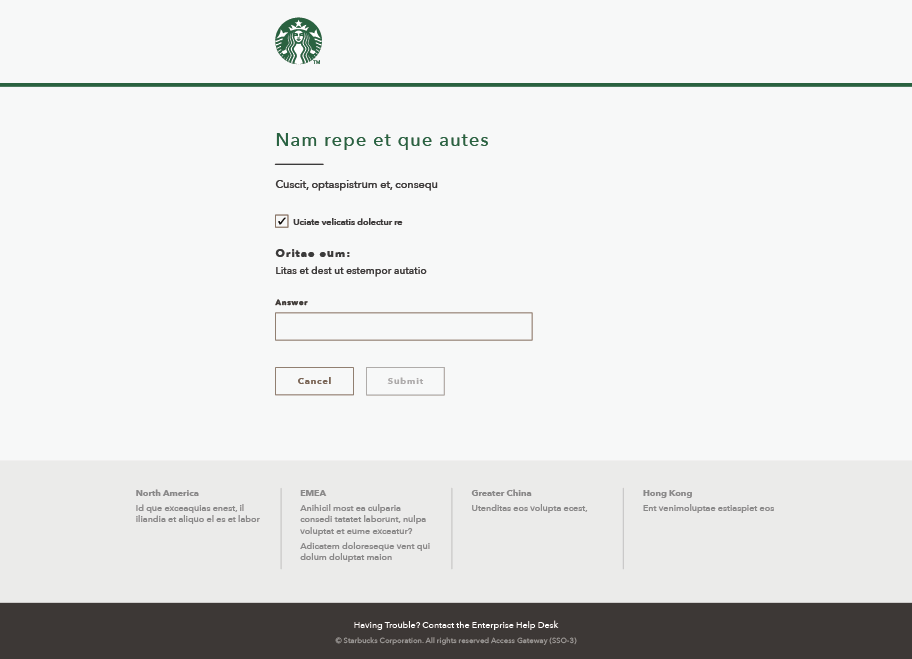 TM
Nam repe et que autes
Cuscit, optaspistrum et, consequ
Uciate velicatis dolectur re
Oritae eum:
Litas et dest ut estempor autatio
Answer
Cancel
Submit
North America
Id que exceaquias enest, il
iliandia et aliquo el es et labor
EMEA
Anihicil most ea culparia
consedi tatatet laborunt, nulpa
voluptat et eume exceatur?
Adicatem doloreseque vent qui
dolum doluptat maion
Greater China
Utenditas eos volupta ecest,
Hong Kong
Ent venimoluptae estiaspiet eos
Having Trouble? Contact the Enterprise Help Desk
© Starbucks Corporation. All rights reserved Access Gateway (SSO-3)